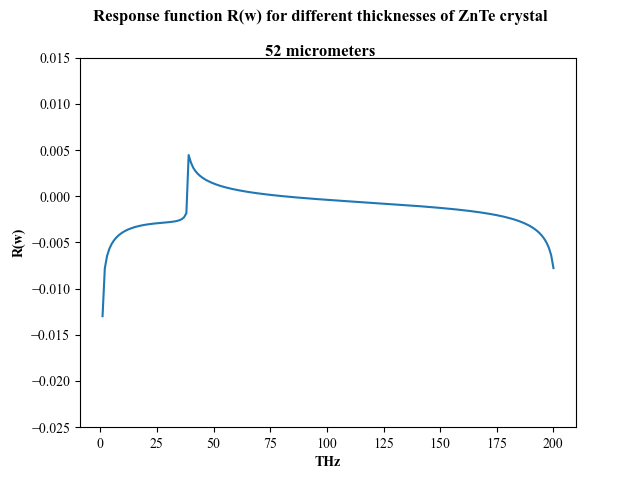 Response function R(w) for different thicknesses of ZnTe crystal
52 micrometers
0.015
0.010
0.005
0.000
−0.005
−0.010
−0.015
−0.020
−0.025
R(w)
0 25 50 75 100 125 150 175 200
THz